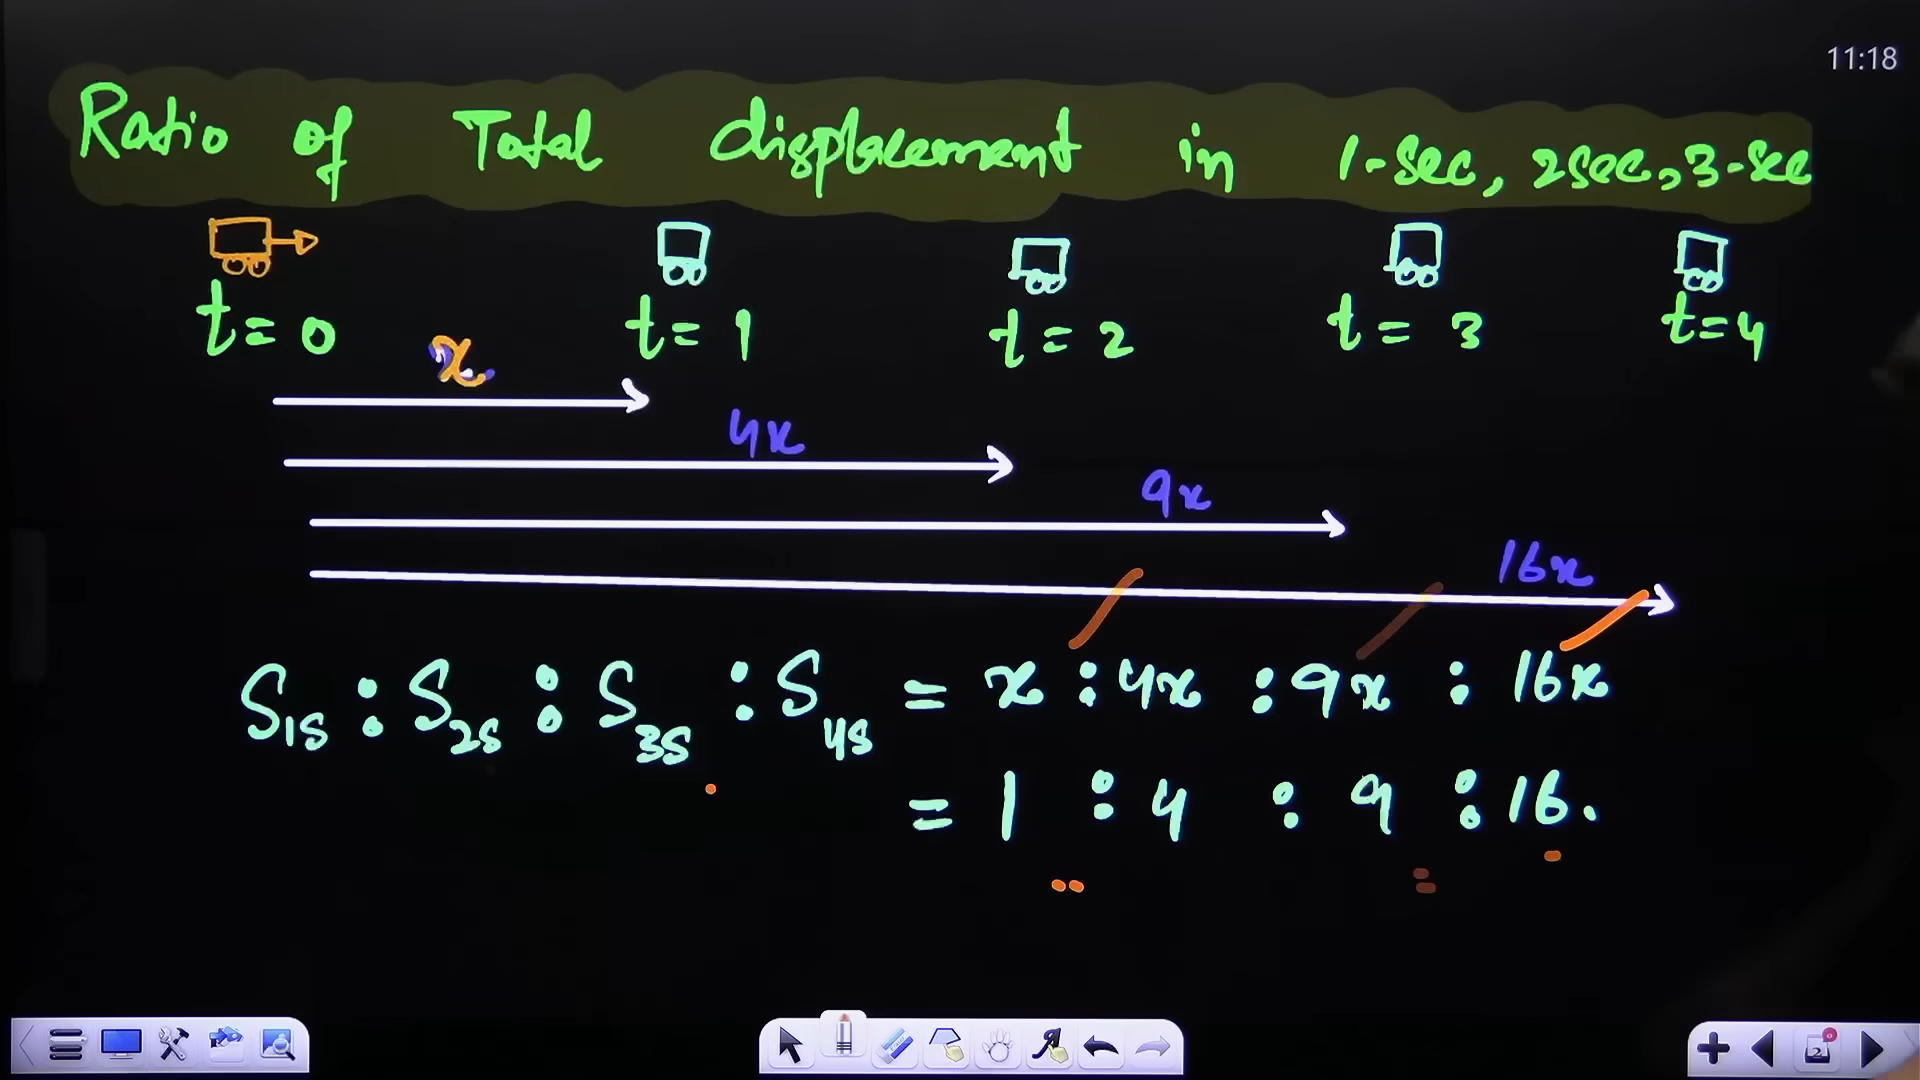 11:18
Ratio of Total displacement in 1-sec, 2sec, 3-sec
t=0 t=1 t=2 t=3 t=4
x
4x
9x
16x
S1s : S2s : S3s : S4s = x : 4x : 9x : 16x
= 1 : 4 : 9 : 16.
2